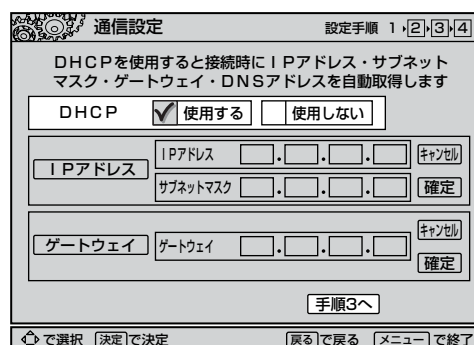 通信設定 設定手順 1 2 3 4
DHCPを使用すると接続時にIPアドレス・サブネット
マスク・ゲートウェイ・DNSアドレスを自動取得します
DHCP 使用する 使用しない
IPアドレス IPアドレス . . . キャンセル
サブネットマスク . . . 確定
ゲートウェイ ゲートウェイ . . . キャンセル
確定
手順3へ
で選択 決定で決定 戻るで戻る メニューで終了